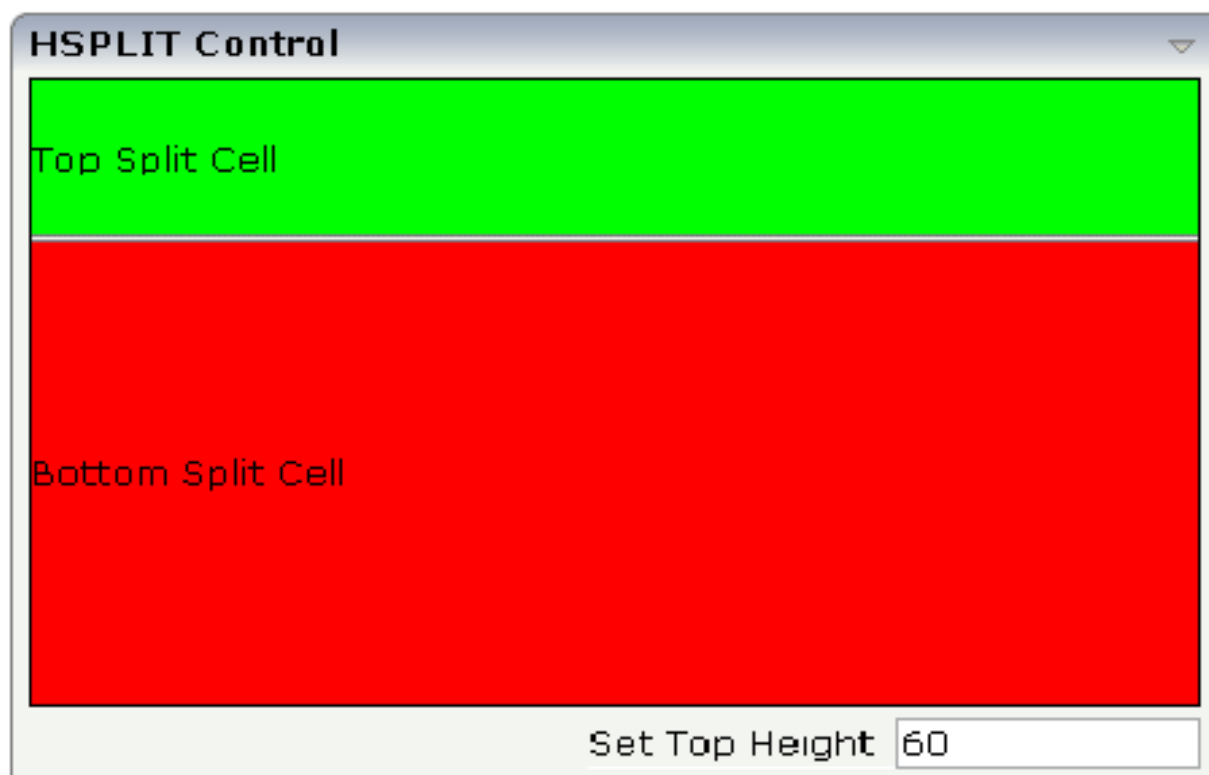 HSPLIT Control
Top Split Cell
Bottom Split Cell
Set Top Height 60